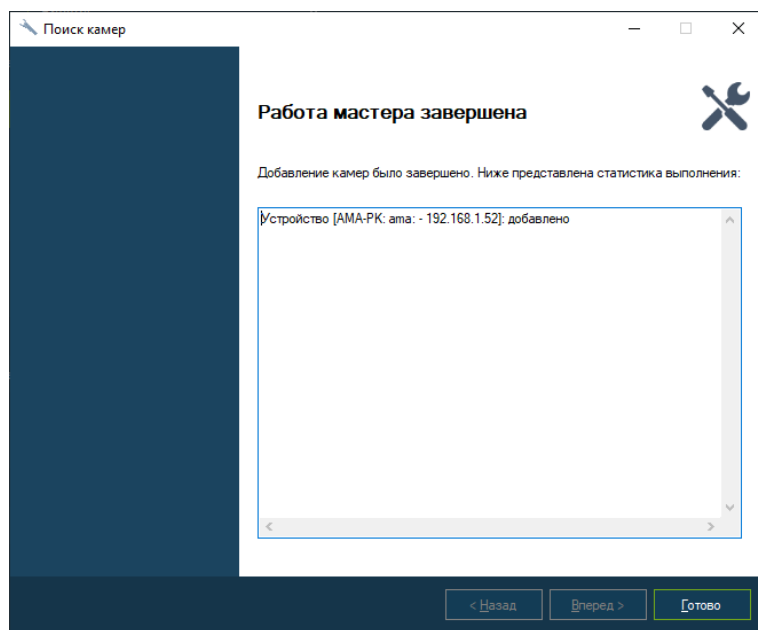 Поиск камер
Работа мастера завершена
Добавление камер было завершено. Ниже представлена статистика выполнения:
Устройство [AMA-PK: ama: - 192.168.1.52]: добавлено
< Назад
Вперед >
Готово